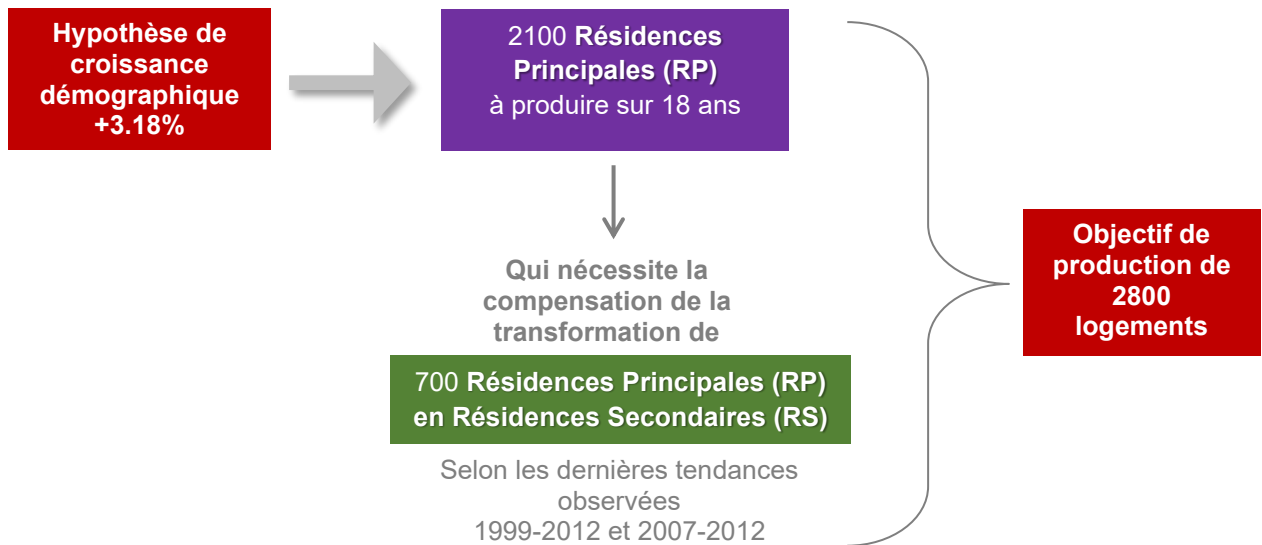 Hypothèse de
croissance
démographique
+3.18%
2100 Résidences
Principales (RP)
à produire sur 18 ans
Qui nécessite la
compensation de la
transformation de
700 Résidences Principales (RP)
en Résidences Secondaires (RS)
Selon les dernières tendances
observées
1999-2012 et 2007-2012
Objectif de
production de
2800
logements